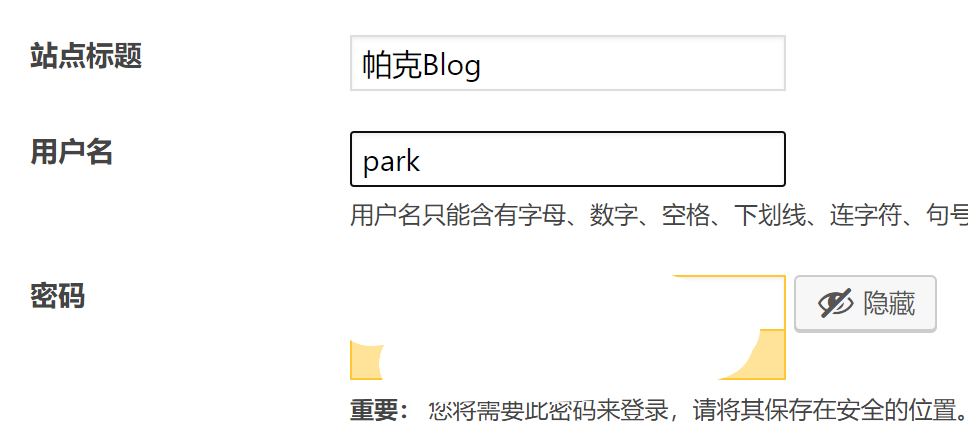 站点标题
帕克Blog
用户名
park
用户名只能含有字母、数字、空格、下划线、连字符、句号
密码
隐藏
重要： 您将需要此密码来登录，请将其保存在安全的位置。